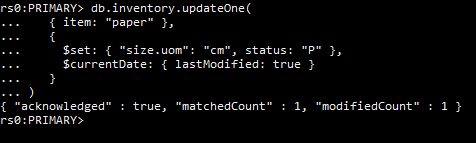 rs0:PRIMARY> db.inventory.updateOne(
...     { item: "paper" },
...     {
...       $set: { "size.uom": "cm", status: "P" },
...       $currentDate: { lastModified: true }
...     }
... )
{ "acknowledged" : true, "matchedCount" : 1, "modifiedCount" : 1 }
rs0:PRIMARY>